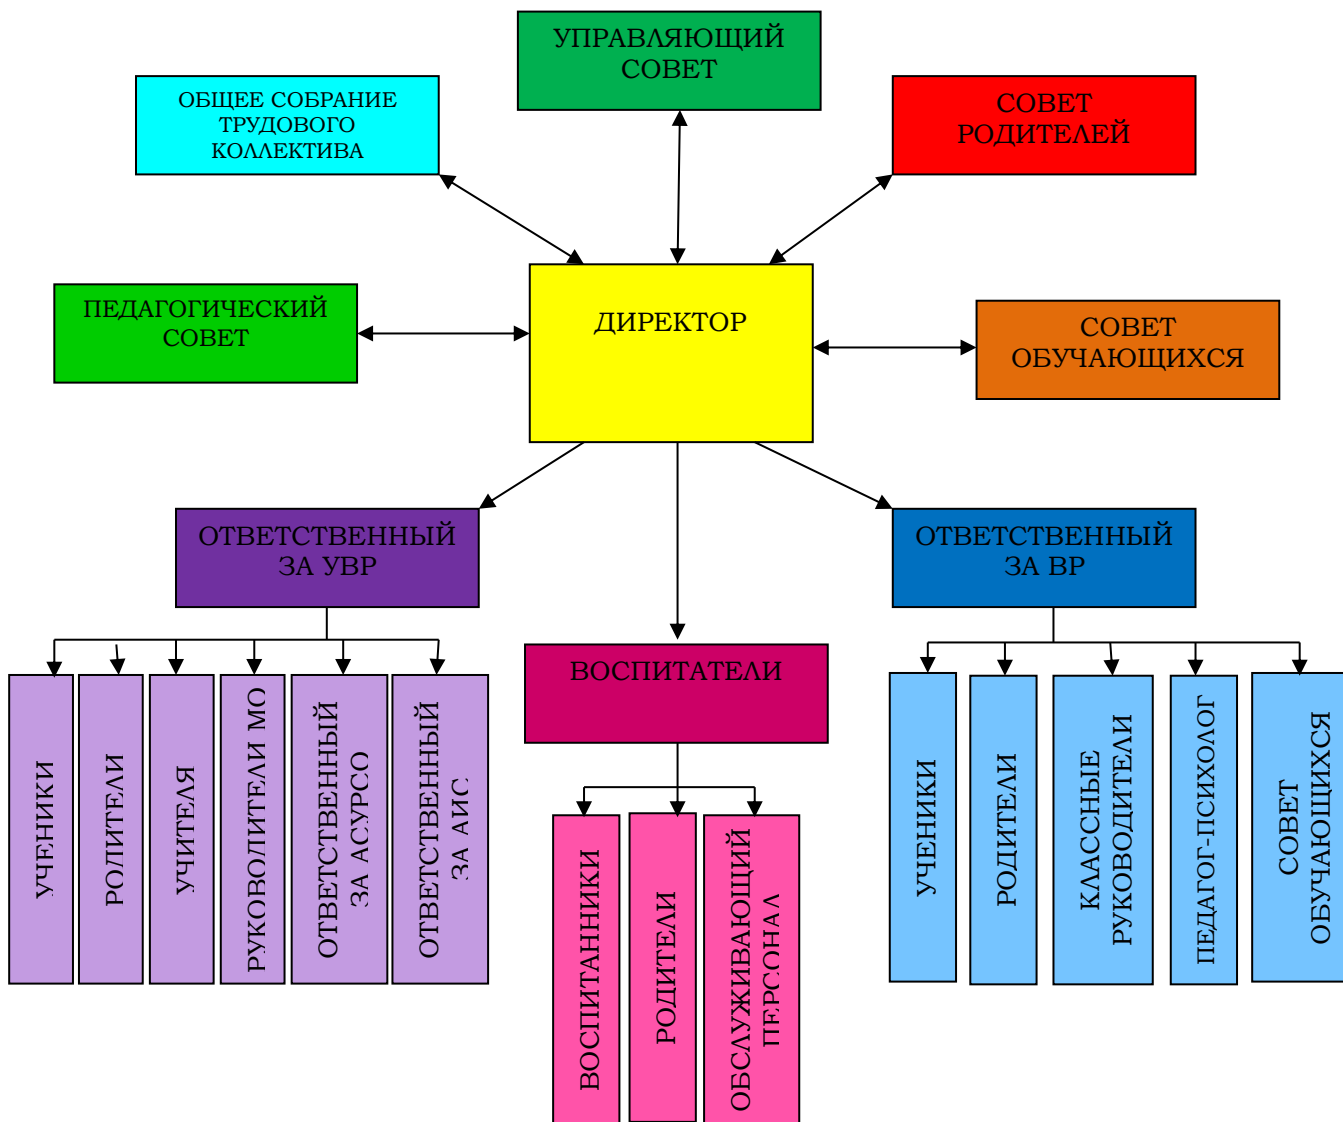 УПРАВЛЯЮЩИЙ
СОВЕТ
ОБЩЕЕ СОБРАНИЕ
ТРУДОВОГО
КОЛЛЕКТИВА
СОВЕТ
РОДИТЕЛЕЙ
ПЕДАГОГИЧЕСКИЙ
СОВЕТ
ДИРЕКТОР
СОВЕТ
ОБУЧАЮЩИХСЯ
ОТВЕТСТВЕННЫЙ
ЗА УВР
ОТВЕТСТВЕННЫЙ
ЗА ВР
ВОСПИТАТЕЛИ
УЧЕНИКИ
РОДИТЕЛИ
УЧИТЕЛЯ
РУКОВОДИТЕЛИ МО
ОТВЕТСТВЕННЫЙ
ЗА АСУРСО
ОТВЕТСТВЕННЫЙ
ЗА АИС
ВОСПИТАННИКИ
РОДИТЕЛИ
ОБСЛУЖИВАЮЩИЙ
ПЕРСОНАЛ
УЧЕНИКИ
РОДИТЕЛИ
КЛАССНЫЕ
РУКОВОДИТЕЛИ
ПЕДАГОГ-ПСИХОЛОГ
СОВЕТ
ОБУЧАЮЩИХСЯ